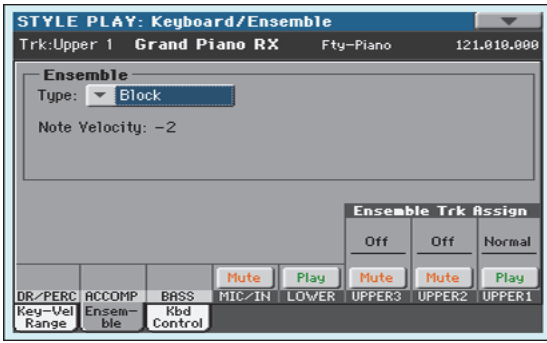 STYLE PLAY: Keyboard/Ensemble
Trk:Upper 1 Grand Piano RX Fty-Piano 121.010.000
Ensemble
Type: Block
Note Velocity: -2
Ensemble Trk Assign
Off Off Normal
Mute Play Mute Mute Play
DR/PERC ACCOMP BASS MIC/IN LOWER UPPER3 UPPER2 UPPER1
Key-Vel Ensem- Kbd
Range ble Control